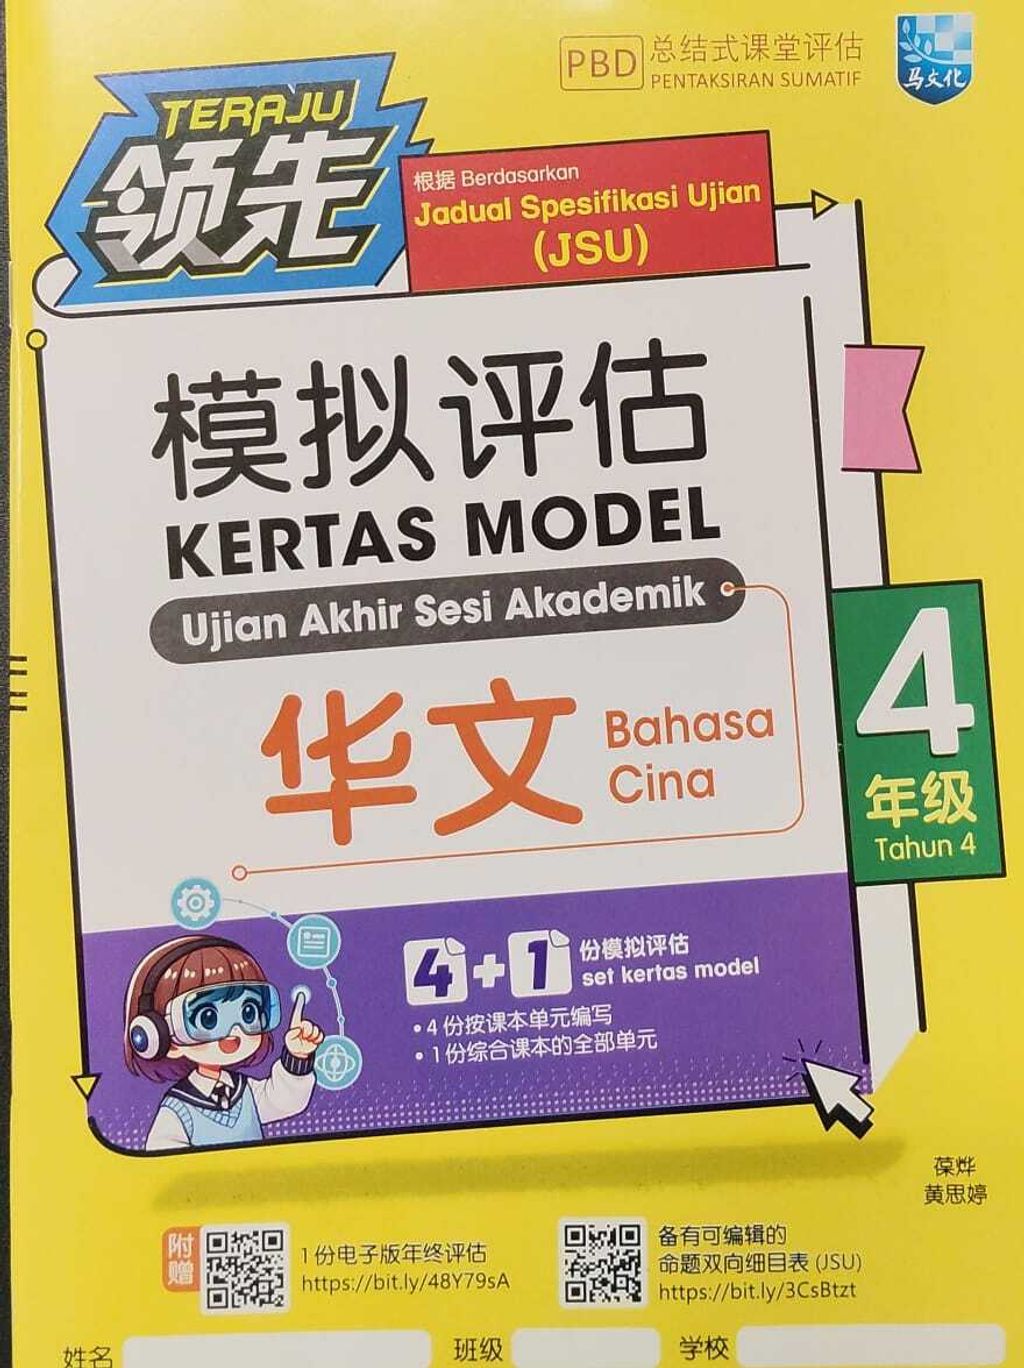 PBD 总结式课堂评估
PENTAKSIRAN SUMATIF
马文化
TERAJU
领先
根据 Berdasarkan
Jadual Spesifikasi Ujian
(JSU)
模拟评估
KERTAS MODEL
Ujian Akhir Sesi Akademik
华文
Bahasa
Cina
4
年级
Tahun 4
4+1 份模拟评估
set kertas model
• 4 份按课本单元编写
• 1 份综合课本的全部单元
葆烨
黄思婷
附赠
1 份电子版年终评估
https://bit.ly/48Y79sA
备有可编辑的
命题双向细目表 (JSU)
https://bit.ly/3CsBtzt
姓名 班级 学校